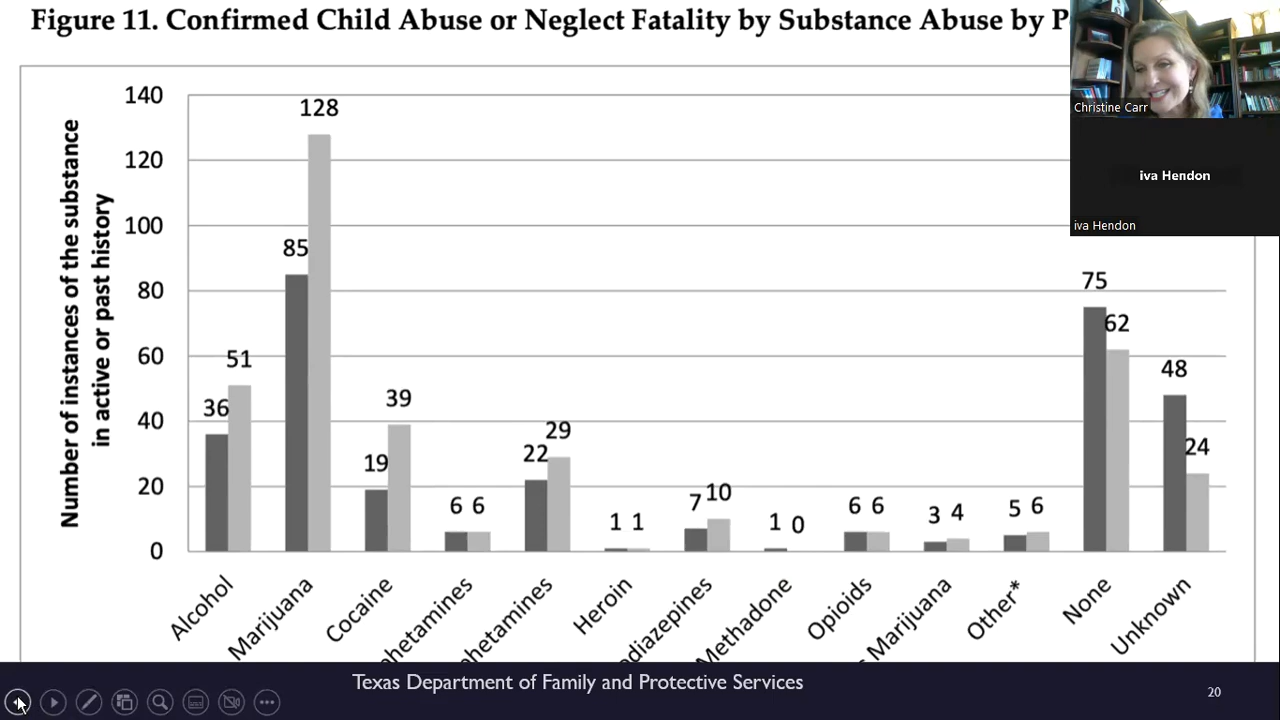 Figure 11. Confirmed Child Abuse or Neglect Fatality by Substance Abuse by
Christine Carr
iva Hendon
iva Hendon
Number of instances of the substance
in active or past history
140
120
100
80
60
40
20
0
36 51
85 128
19 39
6 6
22 29
1 1
7 10
1 0
6 6
3 4
5 6
75 62
48 24
Alcohol
Marijuana
Cocaine
phetamines
phetamines
Heroin
odiazepines
Methadone
Opioids
s Marijuana
Other*
None
Unknown
Texas Department of Family and Protective Services
20